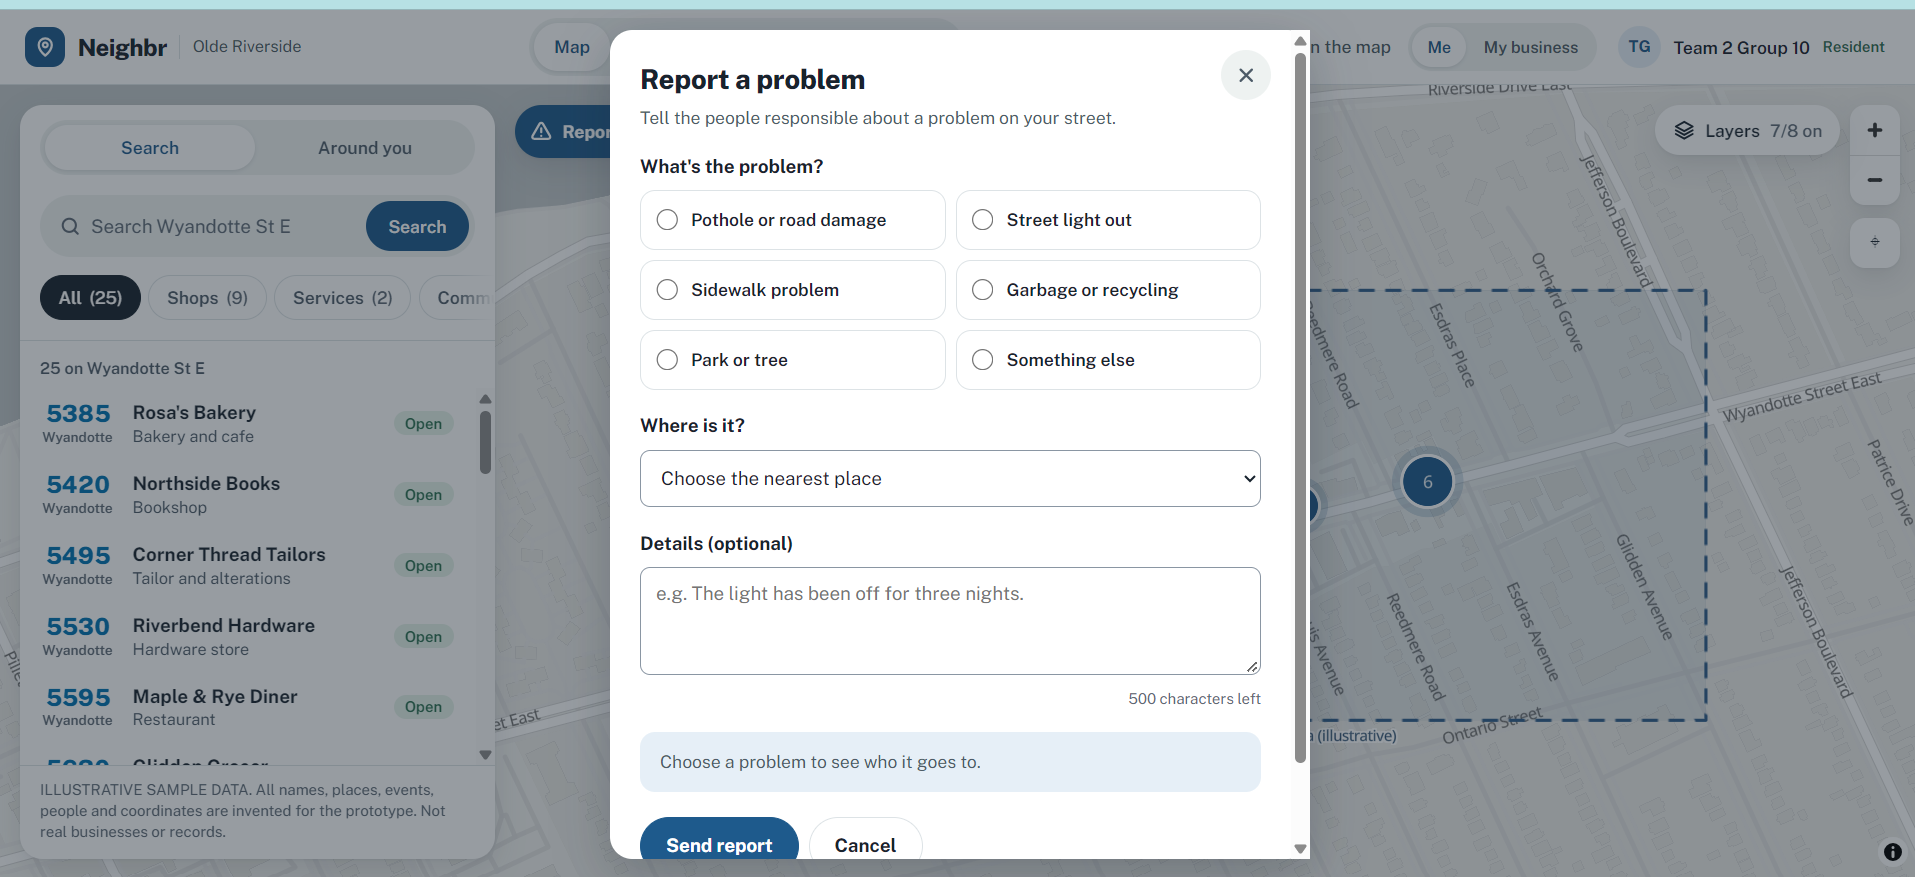 Neighbr
Olde Riverside
Map
n the map
Me
My business
TG
Team 2 Group 10
Resident
Search
Around you
Search Wyandotte St E
Search
All (25)
Shops (9)
Services (2)
Comm
25 on Wyandotte St E
5385
Wyandotte
Rosa's Bakery
Bakery and cafe
Open
5420
Wyandotte
Northside Books
Bookshop
Open
5495
Wyandotte
Corner Thread Tailors
Tailor and alterations
Open
5530
Wyandotte
Riverbend Hardware
Hardware store
Open
5595
Wyandotte
Maple & Rye Diner
Restaurant
Open
ILLUSTRATIVE SAMPLE DATA. All names, places, events,
people and coordinates are invented for the prototype. Not
real businesses or records.
Repor
Report a problem
Tell the people responsible about a problem on your street.
What's the problem?
Pothole or road damage
Street light out
Sidewalk problem
Garbage or recycling
Park or tree
Something else
Where is it?
Choose the nearest place
Details (optional)
e.g. The light has been off for three nights.
500 characters left
Choose a problem to see who it goes to.
Send report
Cancel
Layers 7/8 on
+
−
Riverside Drive East
Jefferson Boulevard
Orchard Grove
Esdras Place
eedmere Road
Wyandotte Street East
Patrice Drive
6
Glidden Avenue
Esdras Avenue
Reedmere Road
uis Avenue
Jefferson Boulevard
Ontario Street
a (illustrative)
et East